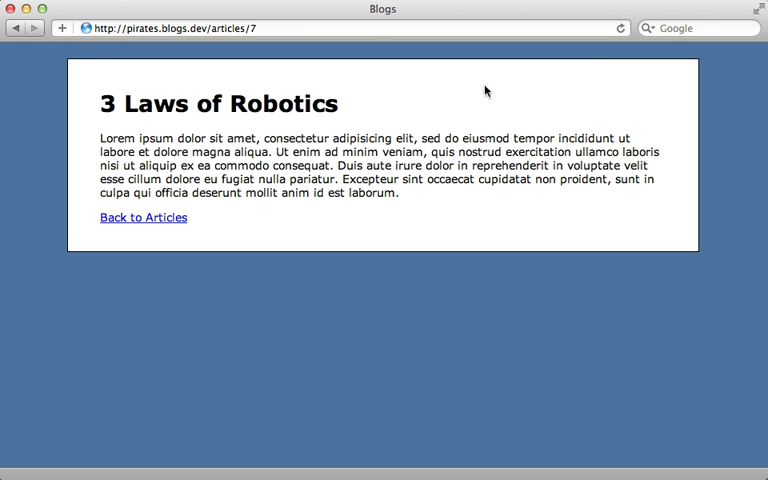 Blogs
http://pirates.blogs.dev/articles/7
Google
3 Laws of Robotics
Lorem ipsum dolor sit amet, consectetur adipisicing elit, sed do eiusmod tempor incididunt ut
labore et dolore magna aliqua. Ut enim ad minim veniam, quis nostrud exercitation ullamco laboris
nisi ut aliquip ex ea commodo consequat. Duis aute irure dolor in reprehenderit in voluptate velit
esse cillum dolore eu fugiat nulla pariatur. Excepteur sint occaecat cupidatat non proident, sunt in
culpa qui officia deserunt mollit anim id est laborum.
Back to Articles